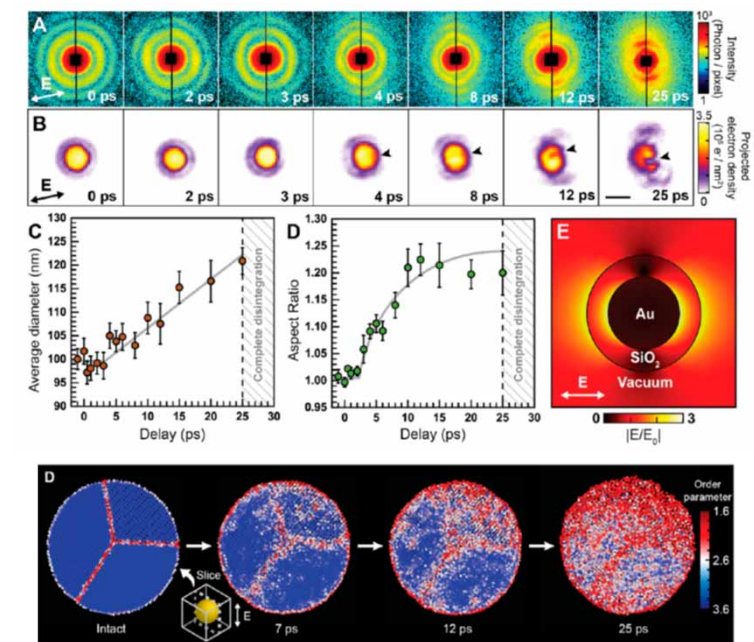 A
E
0 ps
2 ps
3 ps
4 ps
8 ps
12 ps
25 ps
10³
1
Intensity
(Photon / pixel)
B
E
0 ps
2 ps
3 ps
4 ps
8 ps
12 ps
25 ps
3.5
0
Projected
electron density
(10⁵ e⁻/ nm²)
C
Average diameter (nm)
130
125
120
115
110
105
100
95
90
0 5 10 15 20 25 30
Delay (ps)
Complete disintegration
D
Aspect Ratio
1.30
1.25
1.20
1.15
1.10
1.05
1.00
0.95
0 5 10 15 20 25 30
Delay (ps)
Complete disintegration
E
Au
SiO₂
Vacuum
E
0 3
|E/E₀|
D
Intact
Slice
E
7 ps
12 ps
25 ps
Order
parameter
1.6
2.6
3.6